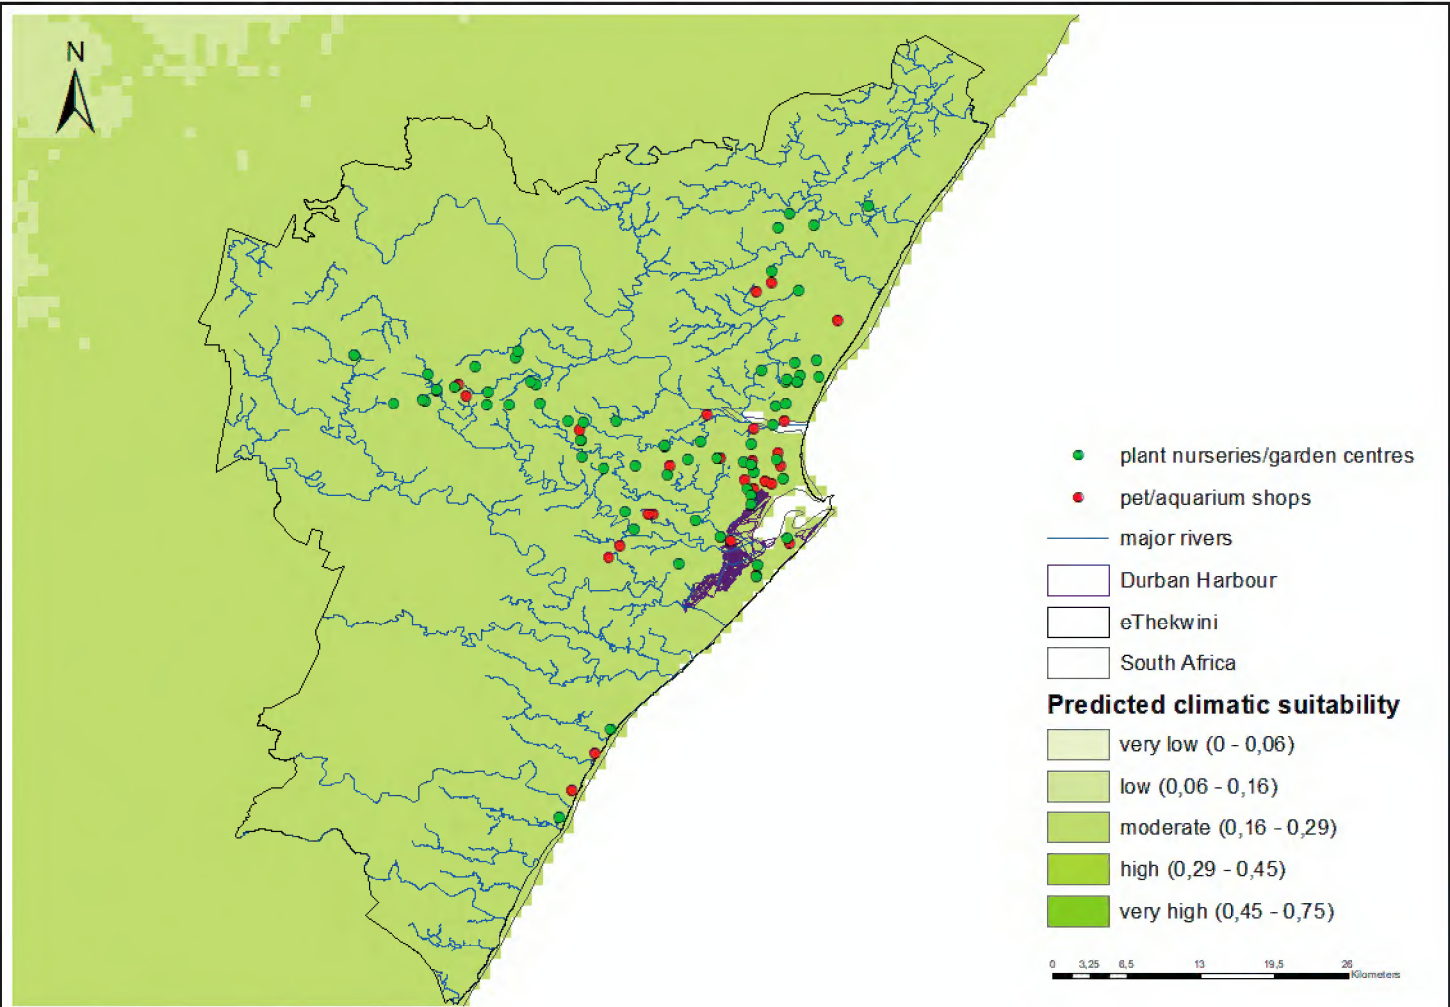 N
plant nurseries/garden centres
pet/aquarium shops
major rivers
Durban Harbour
eThekwini
South Africa
Predicted climatic suitability
very low (0 - 0,06)
low (0,06 - 0,16)
moderate (0,16 - 0,29)
high (0,29 - 0,45)
very high (0,45 - 0,75)
0 3,25 6,5 13 19,5 26
Kilometers